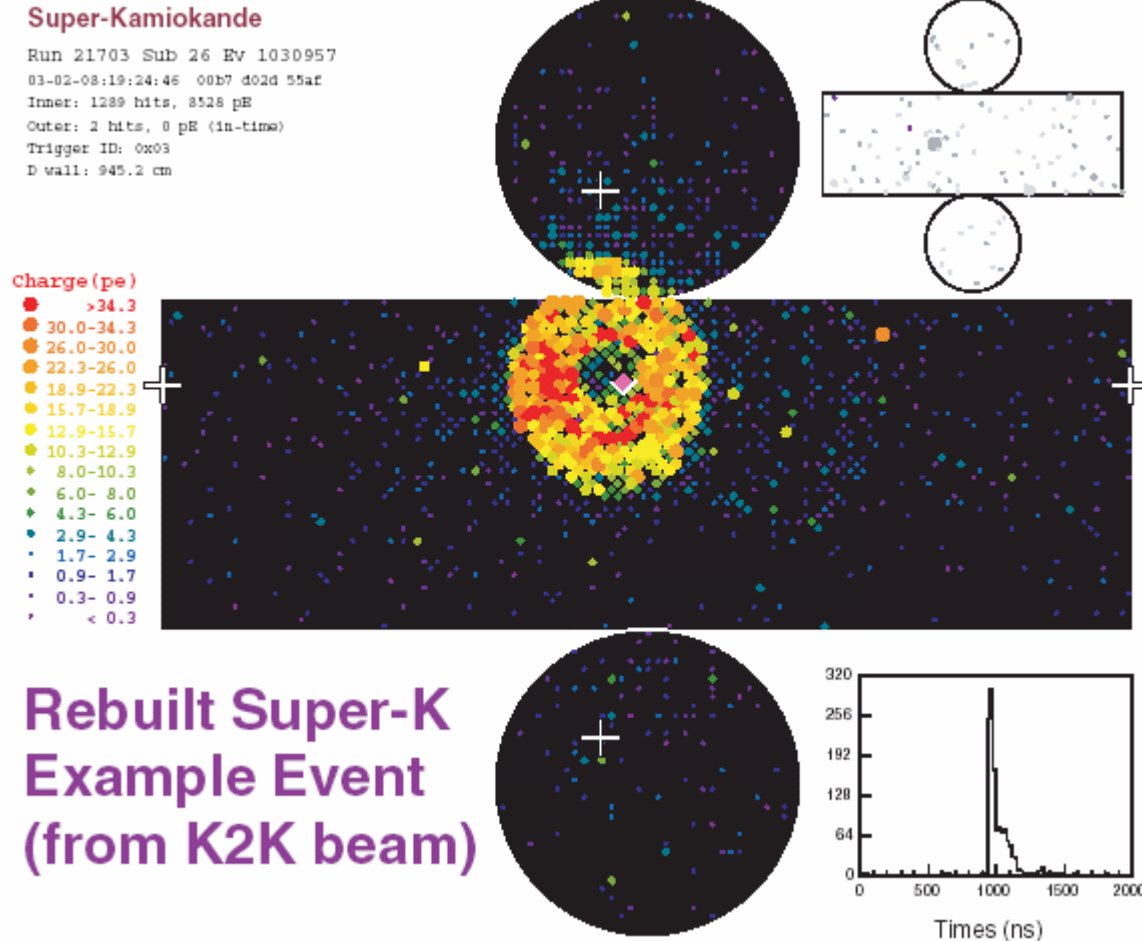 Super-Kamiokande
Run 21703 Sub 26 Ev 1030957
03-02-08:19:24:46 00b7 d02d 55af
Inner: 1289 hits, 8528 pE
Outer: 2 hits, 0 pE (in-time)
Trigger ID: 0x03
D wall: 945.2 cm
Charge(pe)
>34.3
30.0-34.3
26.0-30.0
22.3-26.0
18.9-22.3
15.7-18.9
12.9-15.7
10.3-12.9
8.0-10.3
6.0- 8.0
4.3- 6.0
2.9- 4.3
1.7- 2.9
0.9- 1.7
0.3- 0.9
< 0.3
Rebuilt Super-K
Example Event
(from K2K beam)
320
256
192
128
64
0
0 500 1000 1500 2000
Times (ns)